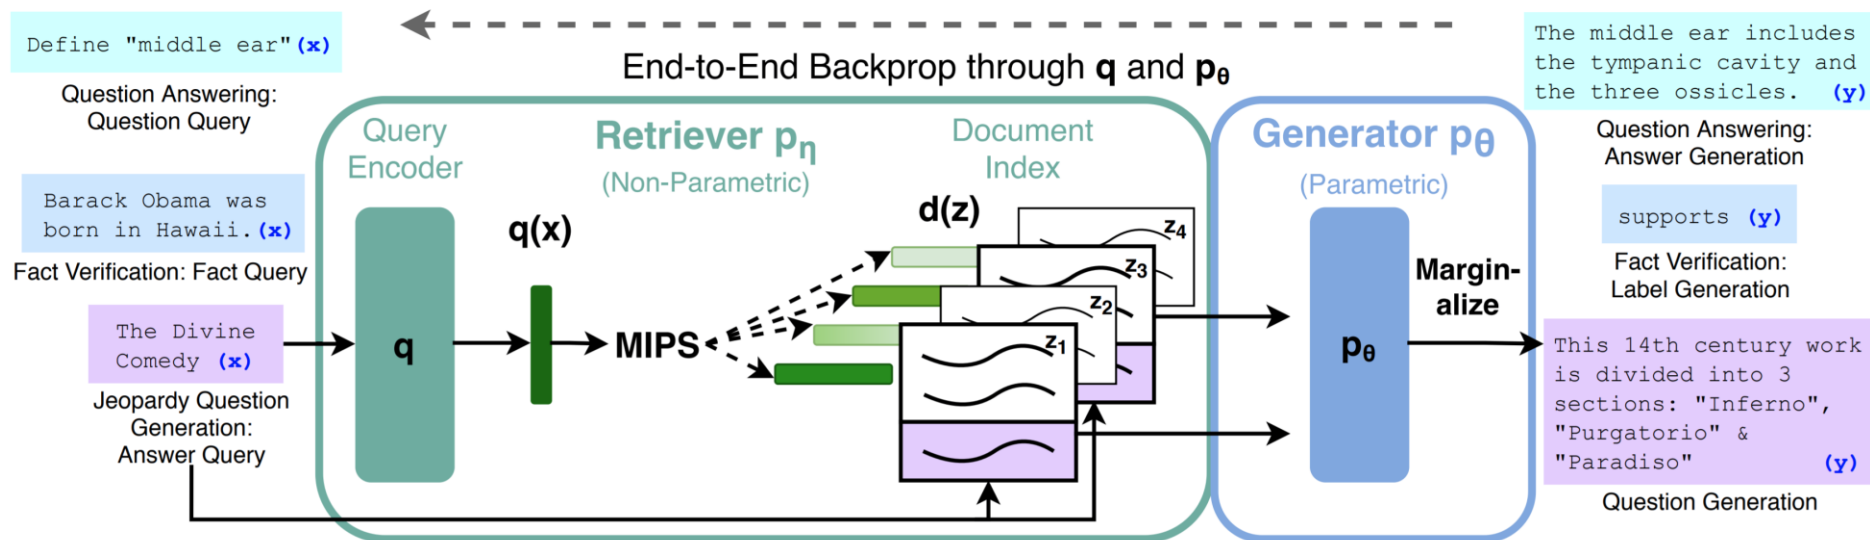 Define "middle ear" (x)
Question Answering:
Question Query
Barack Obama was
born in Hawaii. (x)
Fact Verification: Fact Query
The Divine
Comedy (x)
Jeopardy Question
Generation:
Answer Query
End-to-End Backprop through q and pθ
Query
Encoder
Retriever pη
(Non-Parametric)
Document
Index
q
q(x)
MIPS
d(z)
z4
z3
z2
z1
Generator pθ
(Parametric)
pθ
Margin-
alize
The middle ear includes
the tympanic cavity and
the three ossicles. (y)
Question Answering:
Answer Generation
supports (y)
Fact Verification:
Label Generation
This 14th century work
is divided into 3
sections: "Inferno",
"Purgatorio" &
"Paradiso" (y)
Question Generation